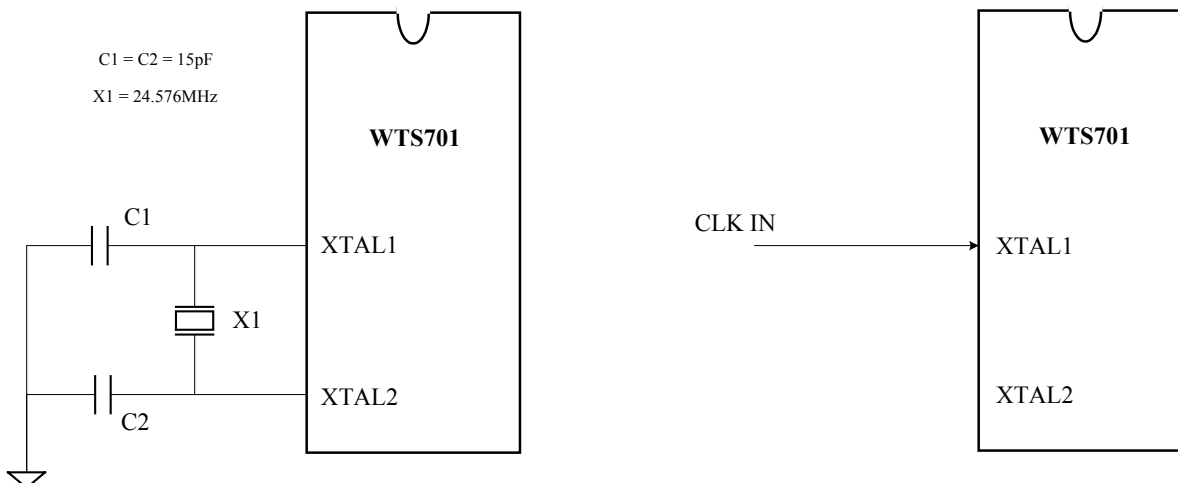 C1 = C2 = 15pF
X1 = 24.576MHz
WTS701
C1
XTAL1
X1
XTAL2
C2
WTS701
CLK IN
XTAL1
XTAL2